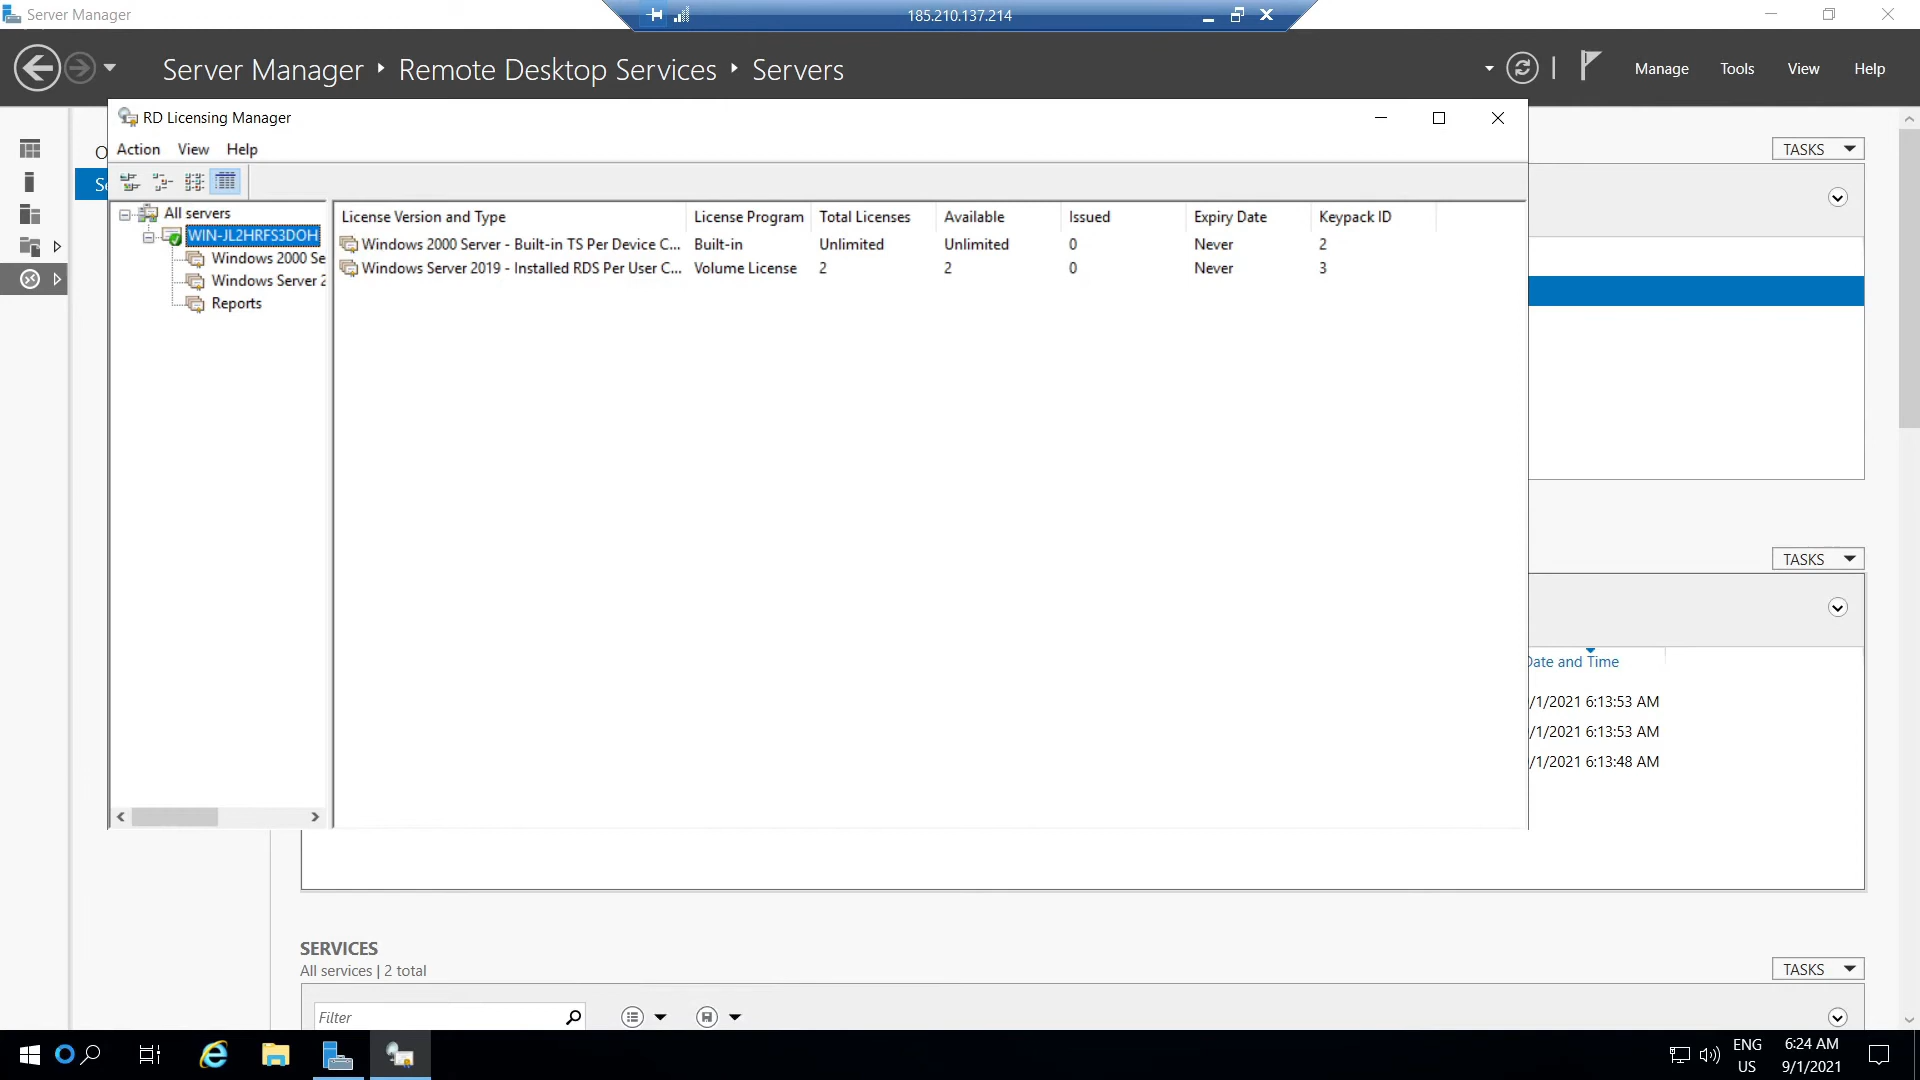 Server Manager
185.210.137.214
Server Manager Remote Desktop Services Servers
Manage Tools View Help
RD Licensing Manager
Action View Help
TASKS
All servers
WIN-JL2HRFS3DOH
Windows 2000 Se
Windows Server 2
Reports
License Version and Type License Program Total Licenses Available Issued Expiry Date Keypack ID
Windows 2000 Server - Built-in TS Per Device C... Built-in Unlimited Unlimited 0 Never 2
Windows Server 2019 - Installed RDS Per User C... Volume License 2 2 0 Never 3
TASKS
Date and Time
/1/2021 6:13:53 AM
/1/2021 6:13:53 AM
/1/2021 6:13:48 AM
SERVICES
All services | 2 total
TASKS
Filter
ENG
US
6:24 AM
9/1/2021